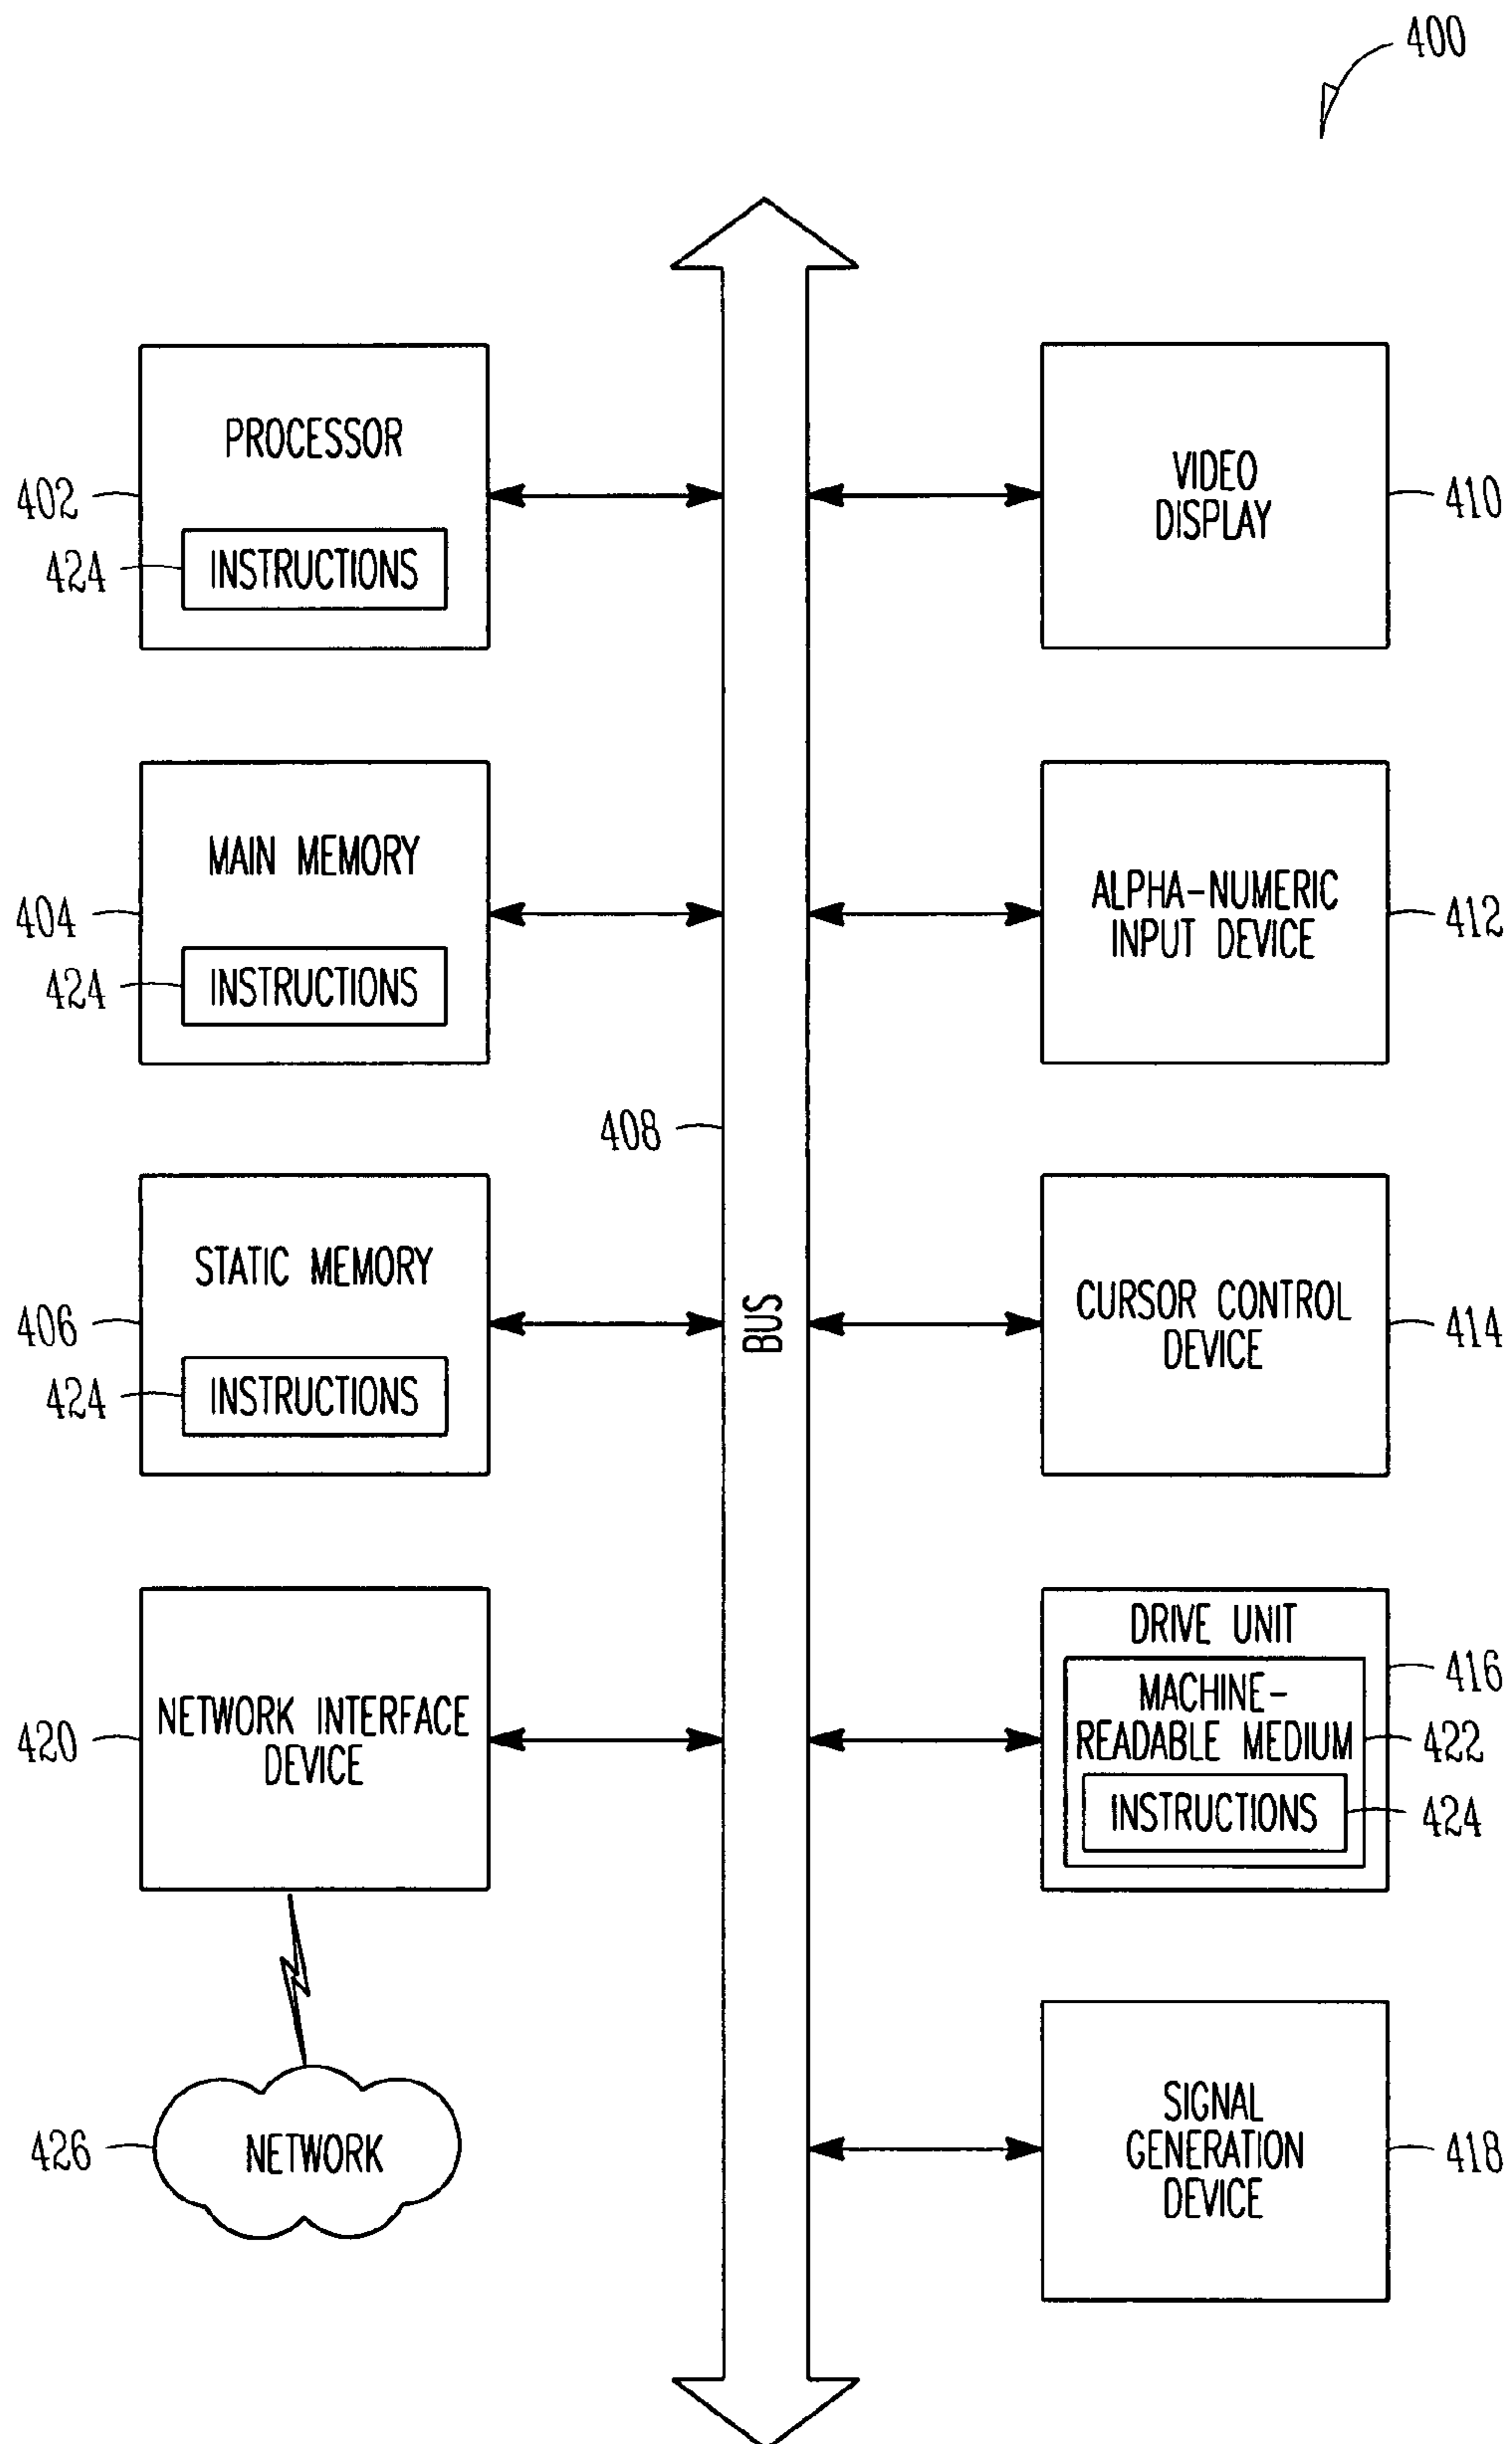 400
PROCESSOR
402
424
INSTRUCTIONS
VIDEO
DISPLAY
410
MAIN MEMORY
404
424
INSTRUCTIONS
ALPHA-NUMERIC
INPUT DEVICE
412
408
BUS
STATIC MEMORY
406
424
INSTRUCTIONS
CURSOR CONTROL
DEVICE
414
NETWORK INTERFACE
DEVICE
420
DRIVE UNIT
416
MACHINE-
READABLE MEDIUM
422
INSTRUCTIONS
424
426
NETWORK
SIGNAL
GENERATION
DEVICE
418